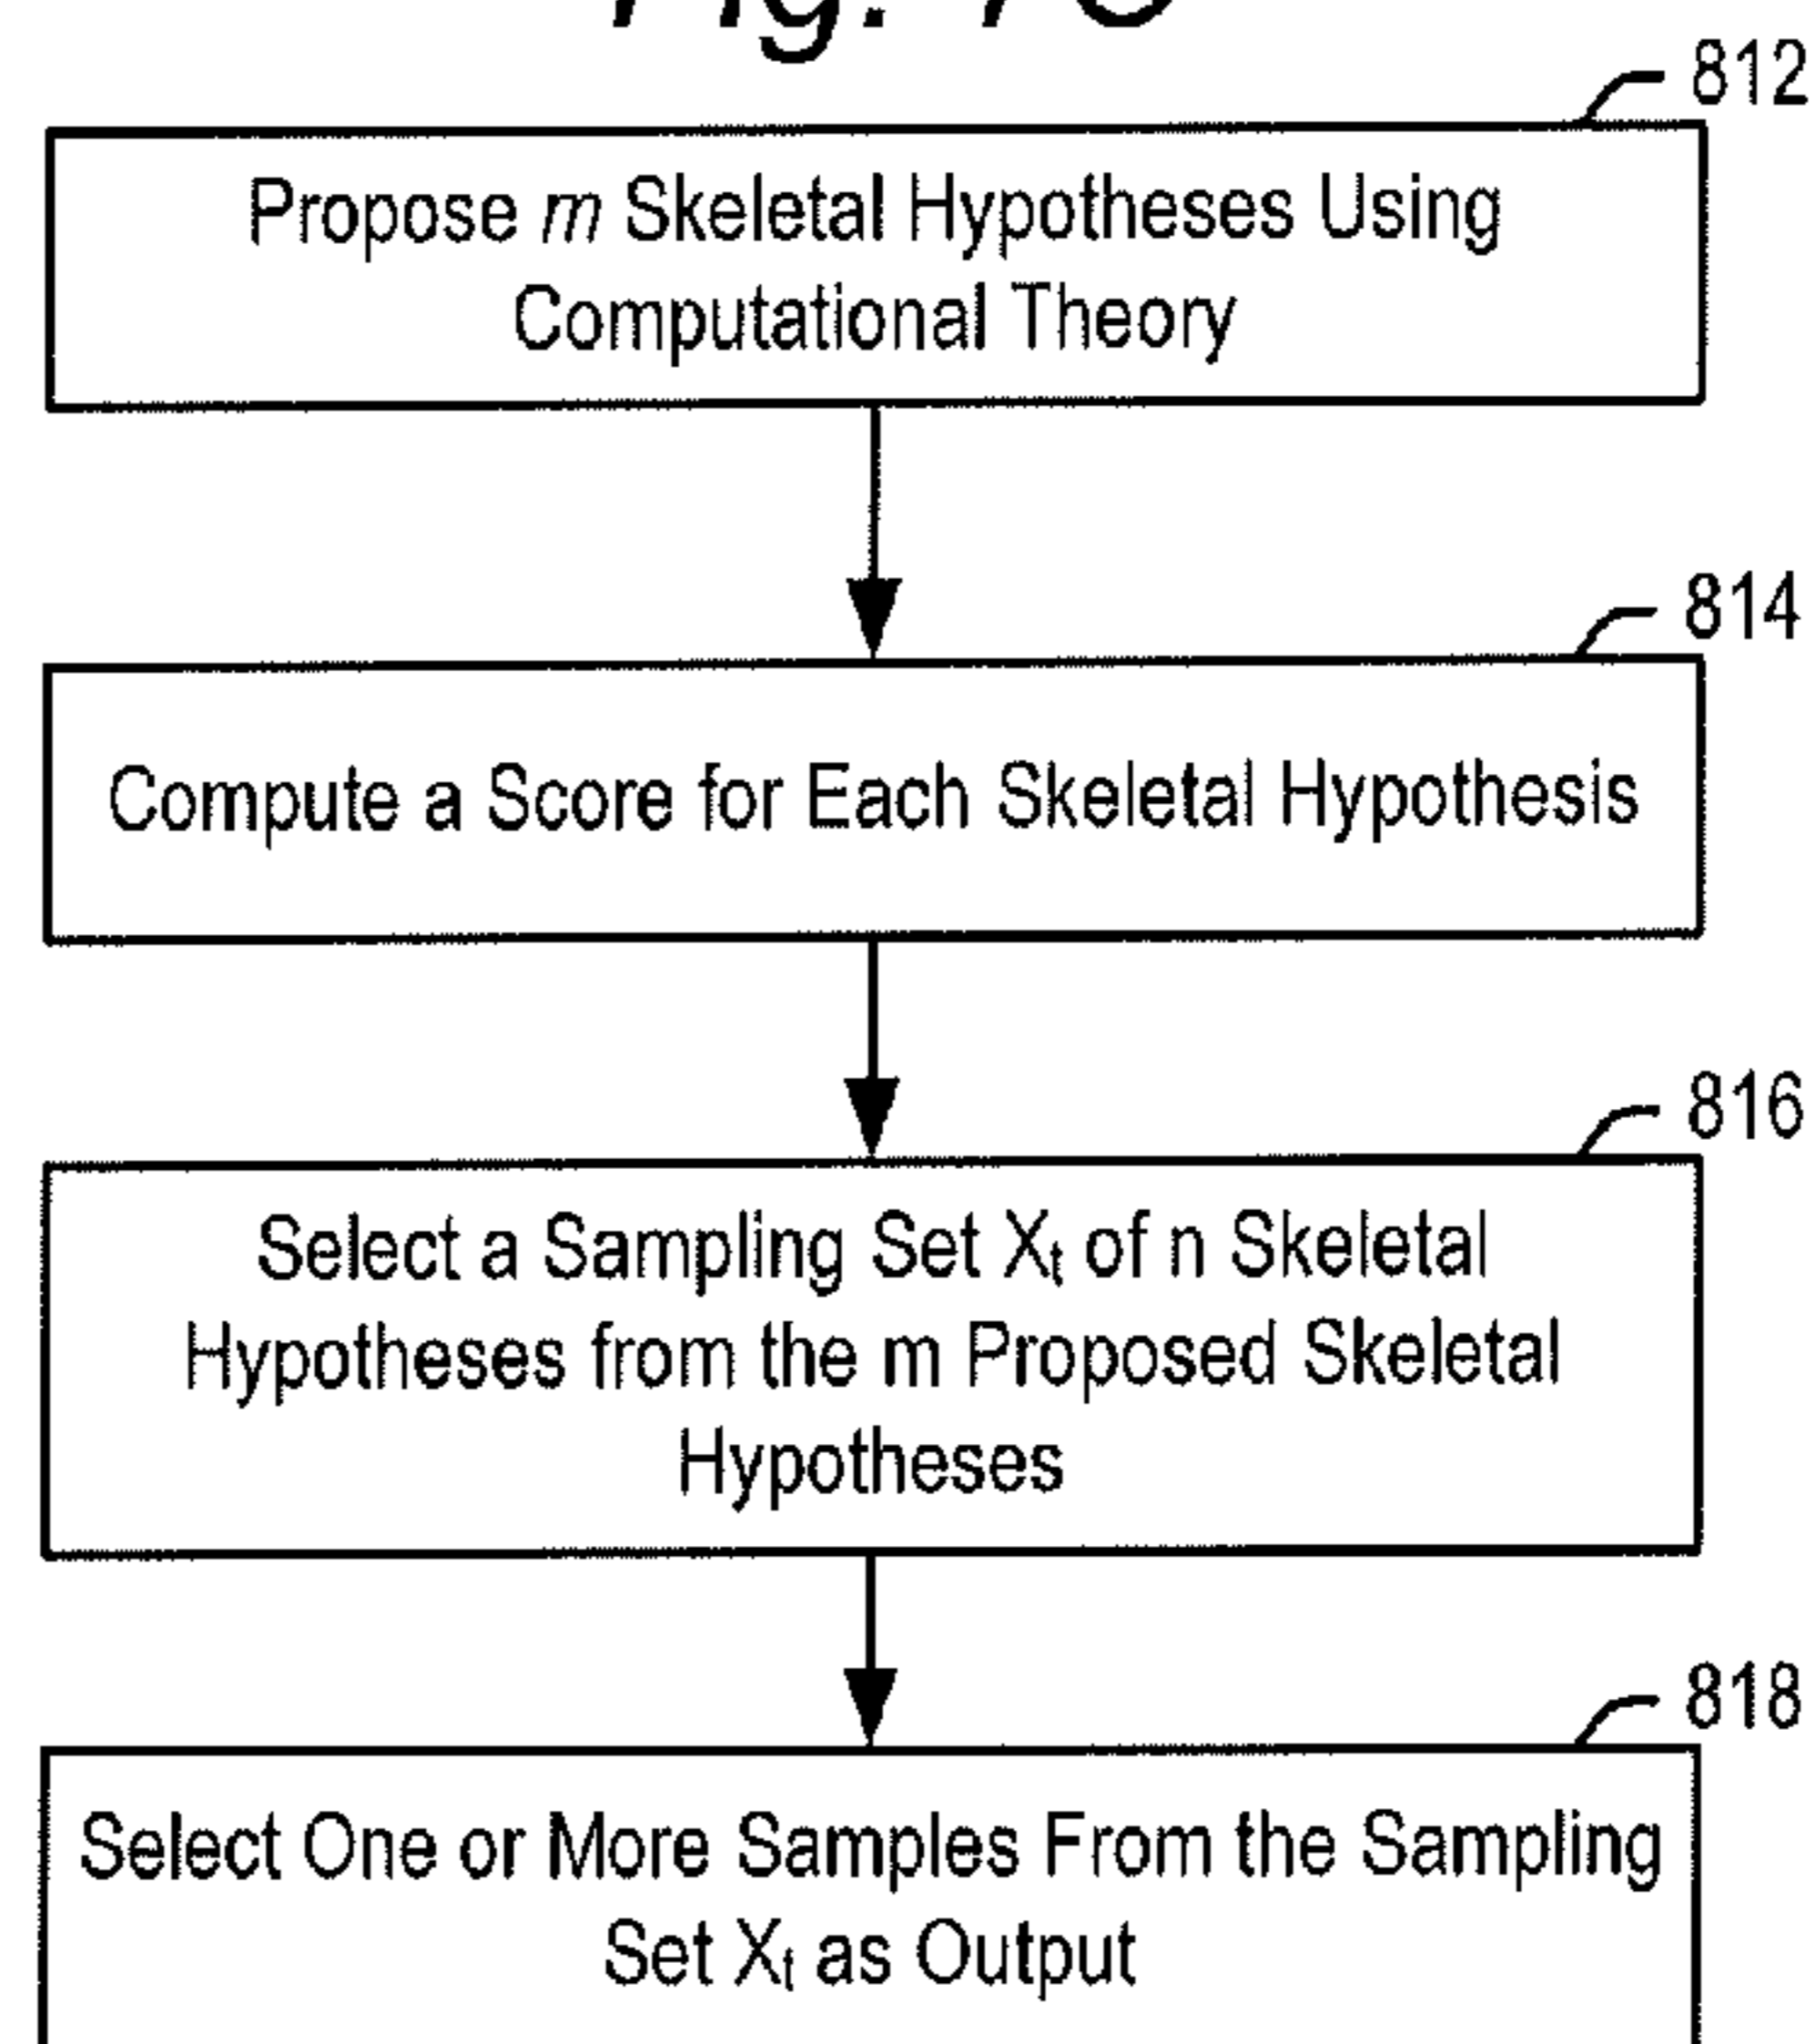 812
Propose m Skeletal Hypotheses Using
Computational Theory
814
Compute a Score for Each Skeletal Hypothesis
816
Select a Sampling Set Xₜ of n Skeletal
Hypotheses from the m Proposed Skeletal
Hypotheses
818
Select One or More Samples From the Sampling
Set Xₜ as Output